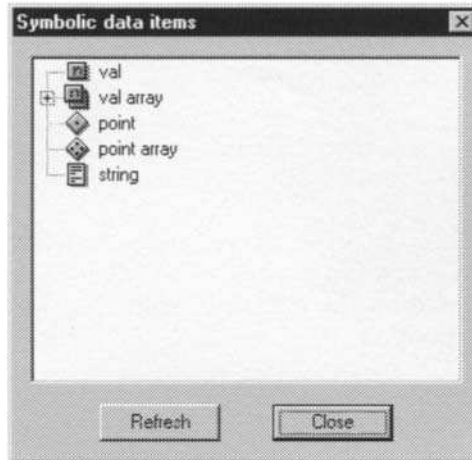 Symbolic data items
val
val array
point
point array
string
Refresh
Close